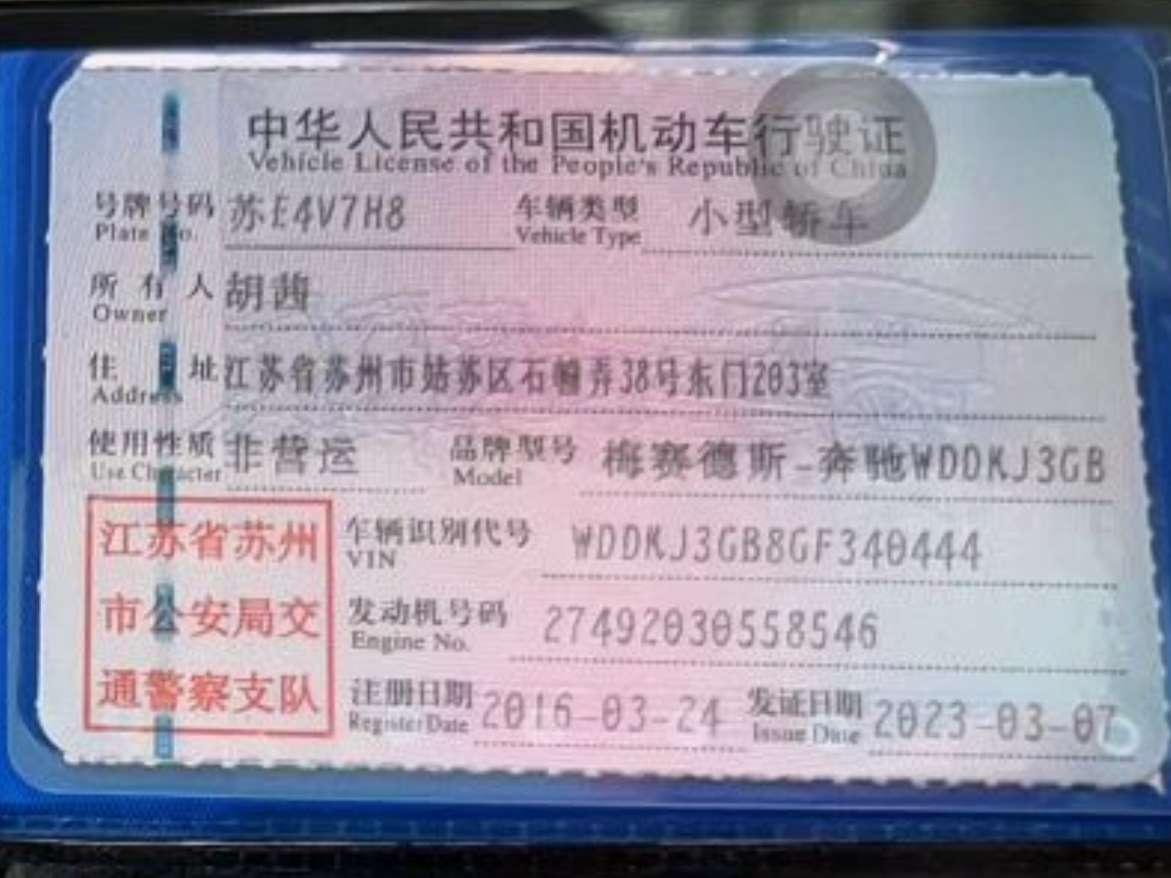 中华人民共和国机动车行驶证
Vehicle License of the People's Republic of China
号牌号码 苏E4V7H8 车辆类型 小型轿车
Plate No. Vehicle Type
所有人 胡茜
Owner
住址 江苏省苏州市姑苏区石幢弄38号东门203室
Address
使用性质 非营运 品牌型号 梅赛德斯-奔驰WDDKJ3GB
Use Character Model
江苏省苏州 车辆识别代号 WDDKJ3GB8GF340444
VIN
市公安局交 发动机号码 27492030558546
Engine No.
通警察支队 注册日期 2016-03-24 发证日期 2023-03-07
Register Date Issue Date